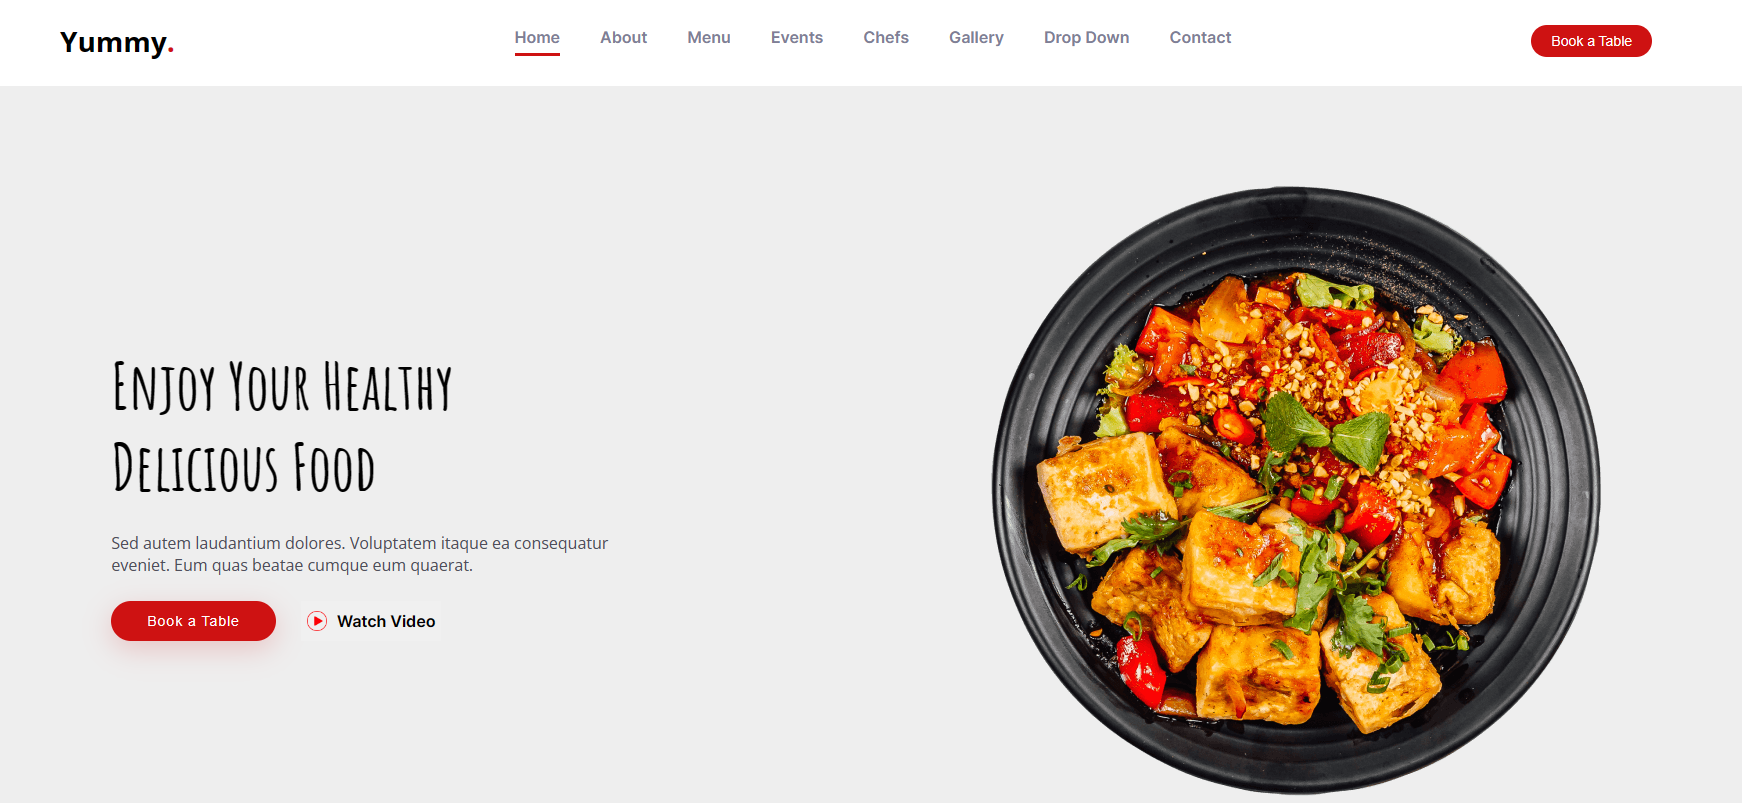 Yummy.
Home About Menu Events Chefs Gallery Drop Down Contact
Book a Table
Enjoy Your Healthy
Delicious Food
Sed autem laudantium dolores. Voluptatem itaque ea consequatur
eveniet. Eum quas beatae cumque eum quaerat.
Book a Table
Watch Video